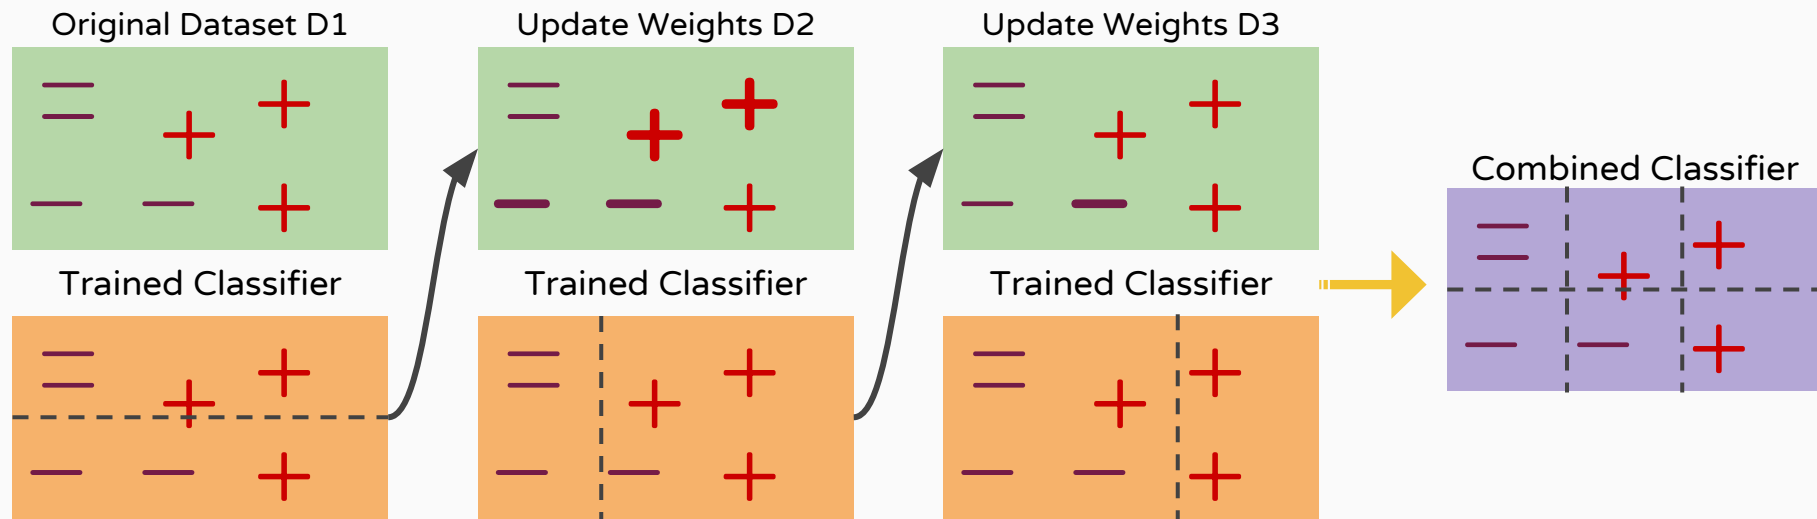 Original Dataset D1
Update Weights D2
Update Weights D3
Combined Classifier
Trained Classifier
Trained Classifier
Trained Classifier